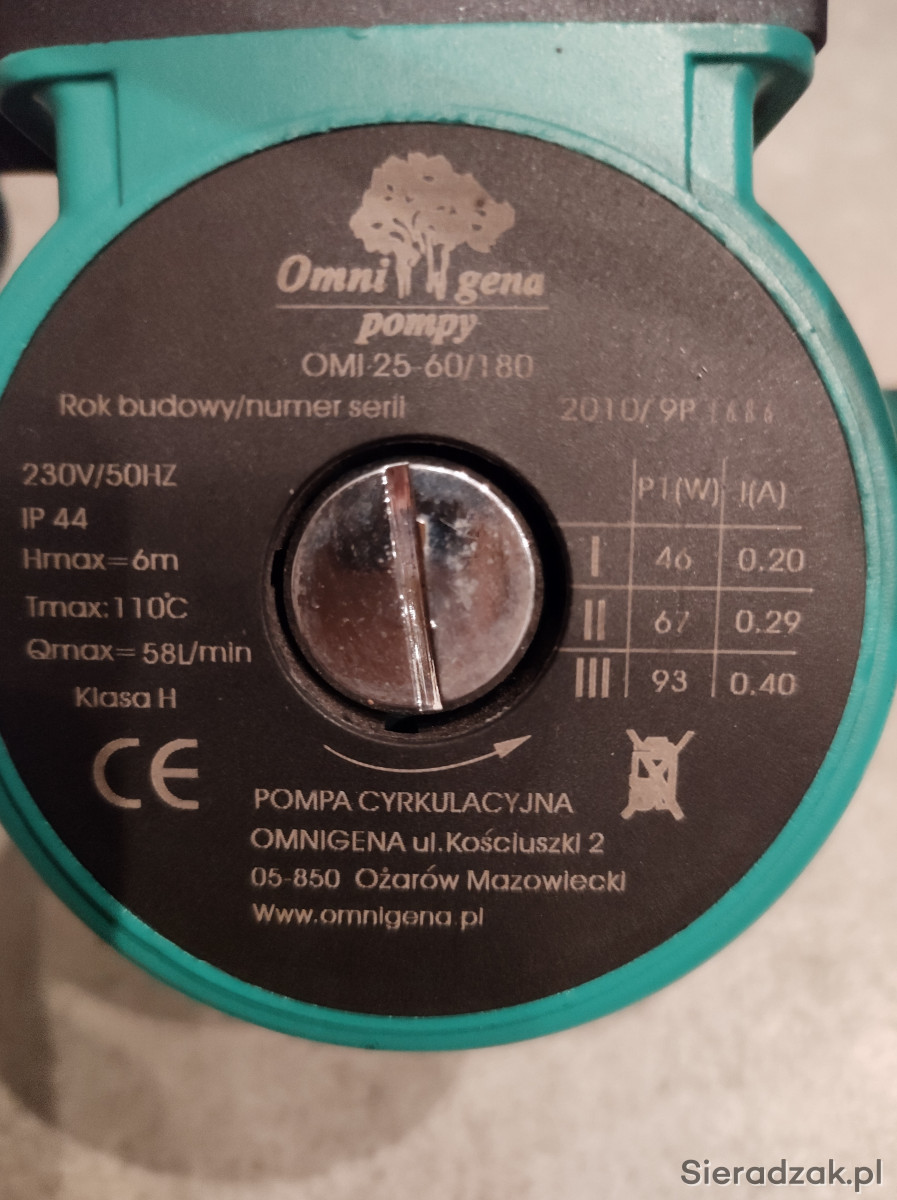 Omni gena
pompy
OMI 25-60/180
Rok budowy/numer serii 2010/ 9P 1686
230V/50HZ
IP 44
Hmax=6m
Tmax:110°C
Qmax= 58L/min
Klasa H
P1(W) I(A)
I 46 0.20
II 67 0.29
III 93 0.40
CE
POMPA CYRKULACYJNA
OMNIGENA ul.Kościuszki 2
05-850 Ożarów Mazowiecki
Www.omnigena.pl
Sieradzak.pl